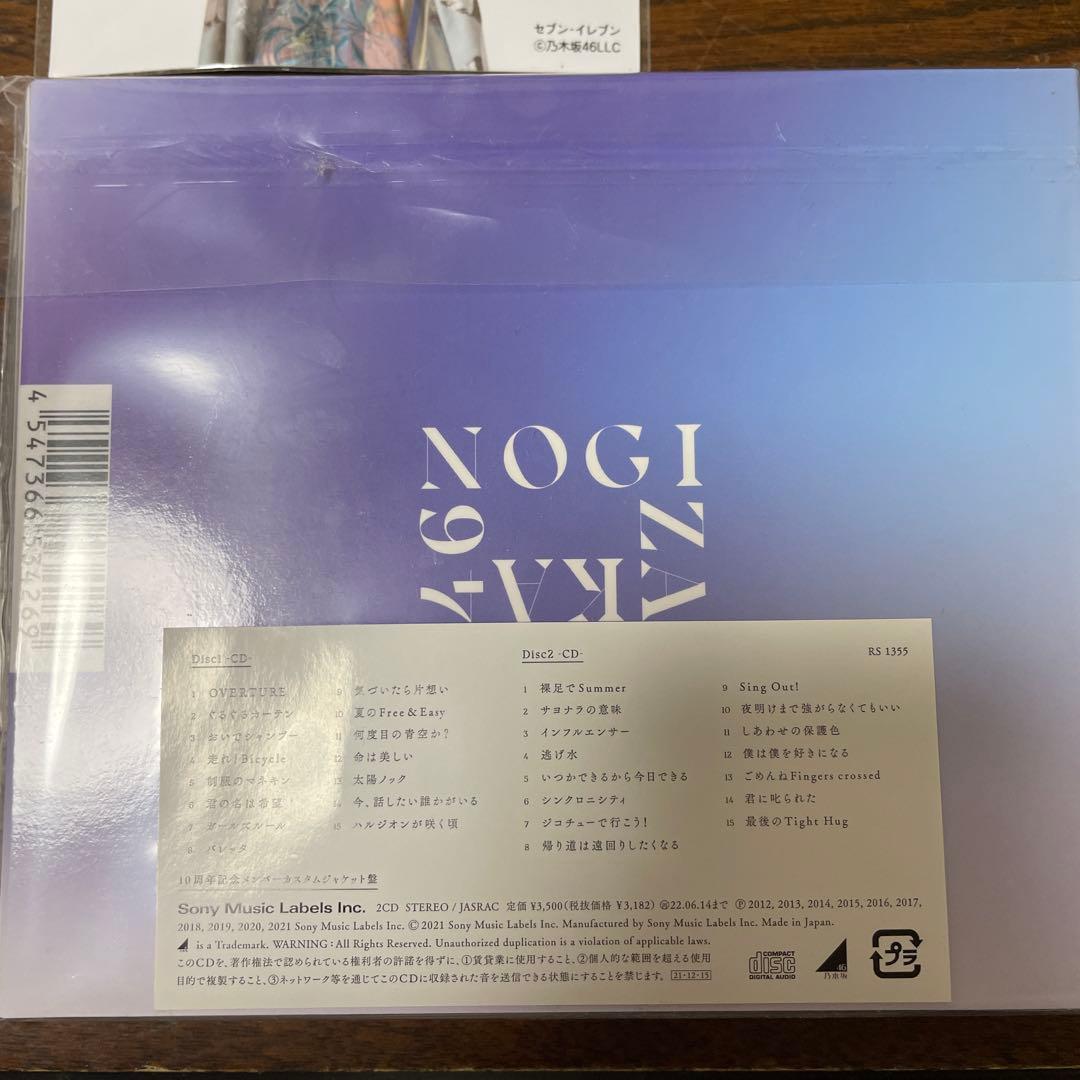 セブン-イレブン
©乃木坂46LLC
4 547366 534269
NOGI
ZA
KA
46
Disc1 -CD-
1 OVERTURE
2 ぐるぐるカーテン
3 おいでシャンプー
4 走れ!Bicycle
5 制服のマネキン
6 君の名は希望
7 ガールズルール
8 バレッタ
9 気づいたら片想い
10 夏のFree&Easy
11 何度目の青空か?
12 命は美しい
13 太陽ノック
14 今、話したい誰かがいる
15 ハルジオンが咲く頃
Disc2 -CD-
1 裸足でSummer
2 サヨナラの意味
3 インフルエンサー
4 逃げ水
5 いつかできるから今日できる
6 シンクロニシティ
7 ジコチューで行こう!
8 帰り道は遠回りしたくなる
RS 1355
9 Sing Out!
10 夜明けまで強がらなくてもいい
11 しあわせの保護色
12 僕は僕を好きになる
13 ごめんねFingers crossed
14 君に叱られた
15 最後のTight Hug
10周年記念メンバーカスタムジャケット盤
Sony Music Labels Inc. 2CD STEREO / JASRAC 定価 ¥3,500(税抜価格 ¥3,182) 再22.06.14まで Ⓟ 2012, 2013, 2014, 2015, 2016, 2017,
2018, 2019, 2020, 2021 Sony Music Labels Inc. © 2021 Sony Music Labels Inc. Manufactured by Sony Music Labels Inc. Made in Japan.
is a Trademark. WARNING : All Rights Reserved. Unauthorized duplication is a violation of applicable laws.
このCDを、著作権法で認められている権利者の許諾を得ずに、①賃貸業に使用すること、②個人的な範囲を超える使用
目的で複製すること、③ネットワーク等を通じてこのCDに収録された音を送信できる状態にすることを禁じます。 21・12・15
COMPACT
disc
DIGITAL AUDIO
46
乃木坂
プラ